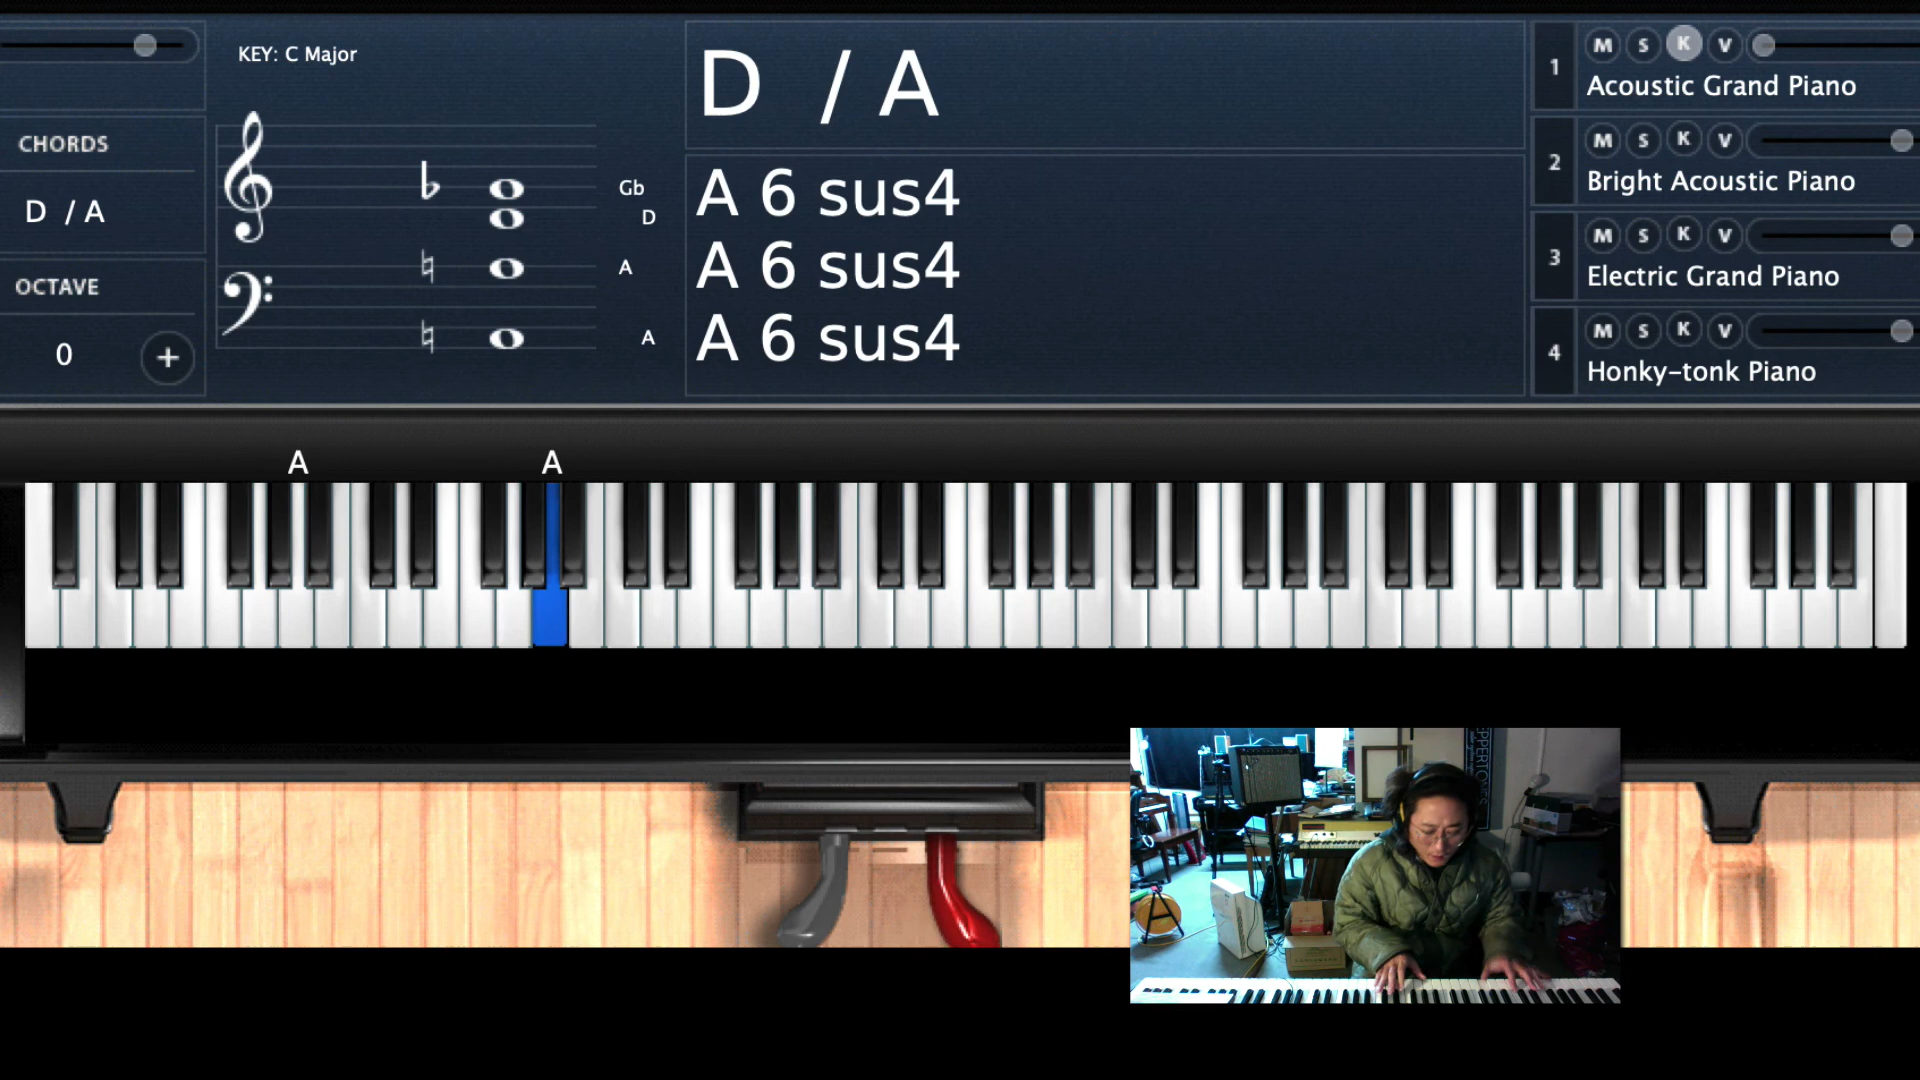 KEY: C Major
D / A
CHORDS
D / A
OCTAVE
0 +
Gb
D
A
A
A 6 sus4
A 6 sus4
A 6 sus4
1 M S K V
Acoustic Grand Piano
2 M S K V
Bright Acoustic Piano
3 M S K V
Electric Grand Piano
4 M S K V
Honky-tonk Piano
A A